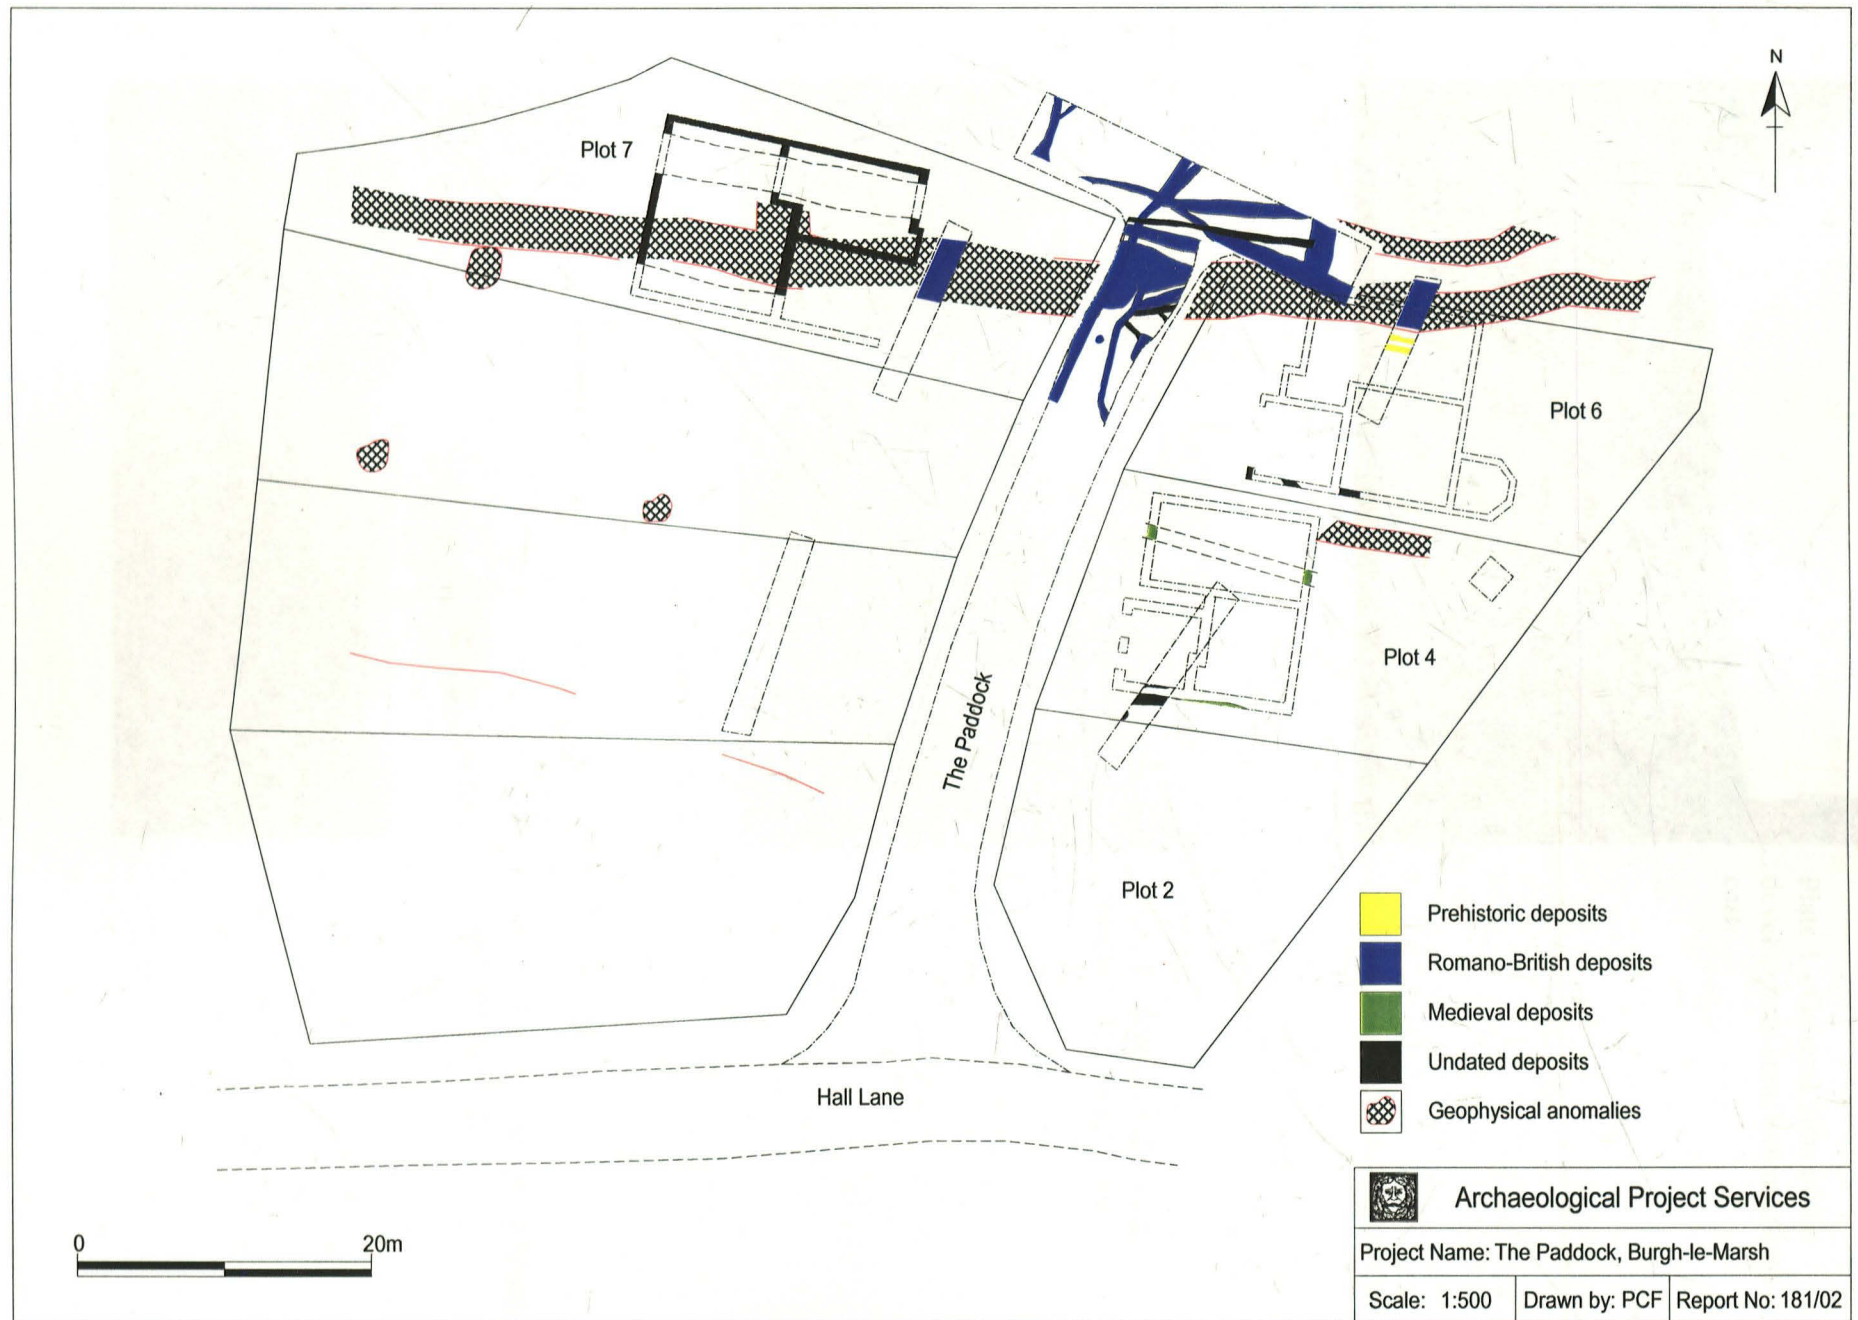 N
Plot 7
Plot 6
Plot 4
The Paddock
Plot 2
Prehistoric deposits
Romano-British deposits
Medieval deposits
Undated deposits
Geophysical anomalies
Hall Lane
0 20m
Archaeological Project Services
Project Name: The Paddock, Burgh-le-Marsh
Scale: 1:500 Drawn by: PCF Report No: 181/02